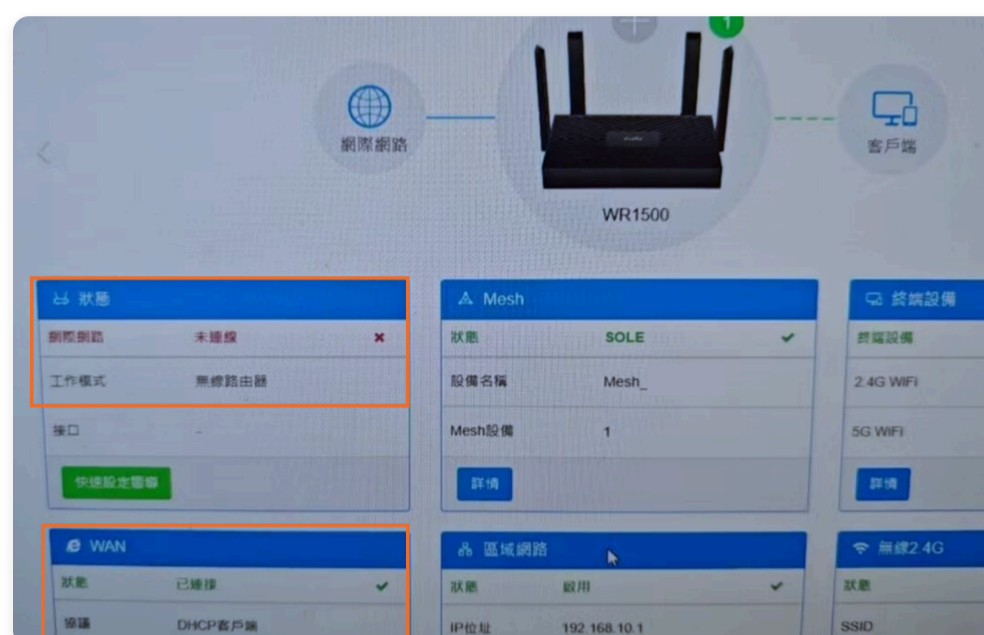 1
網際網路
客戶端
WR1500
狀態
網際網路 未連線
工作模式 無線路由器
接口 -
快速設定嚮導
Mesh
狀態 SOLE
設備名稱 Mesh_
Mesh設備 1
詳情
終端設備
終端設備
2.4G WiFi
5G WiFi
詳情
WAN
狀態 已連接
協議 DHCP客戶端
區域網路
狀態 啟用
IP位址 192.168.10.1
無線2.4G
狀態
SSID